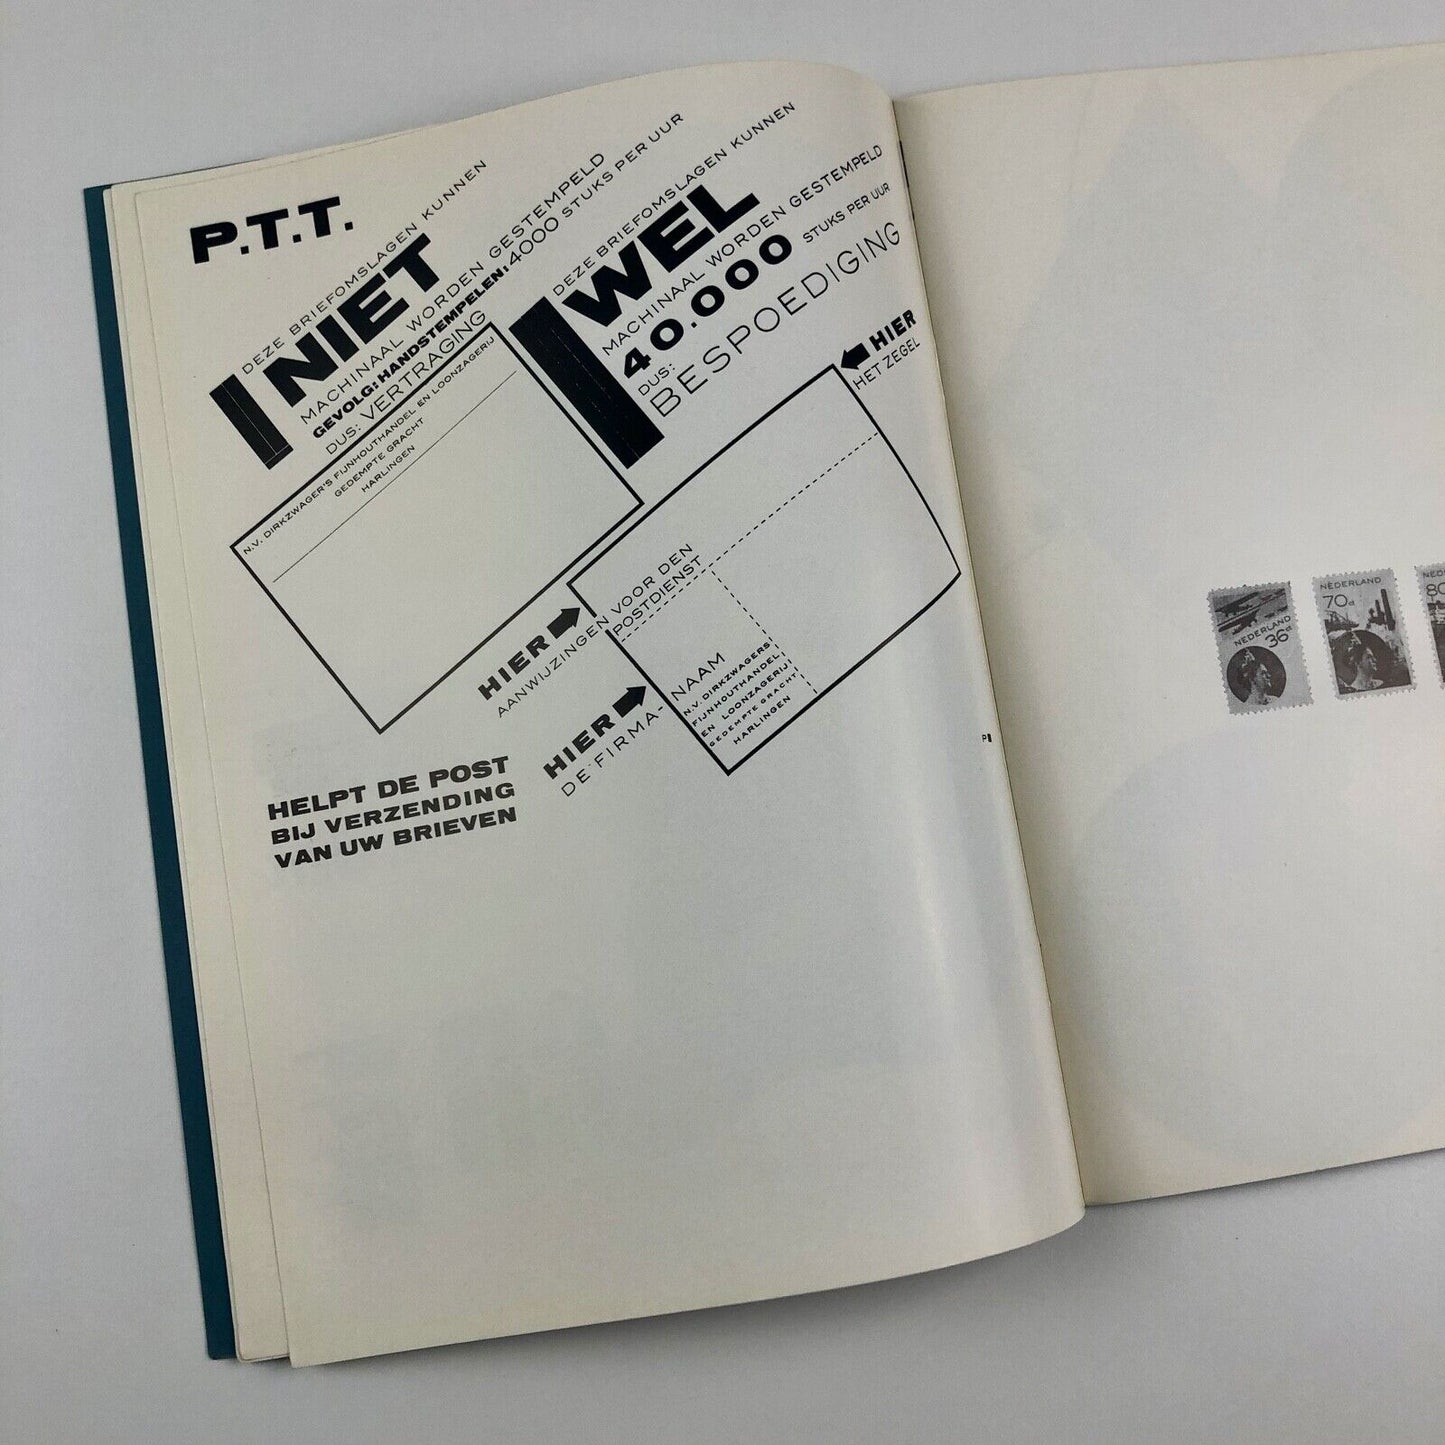 P.T.T.
DEZE BRIEFOMSLAGEN KUNNEN
NIET
MACHINAAL WORDEN GESTEMPELD
GEVOLG: HANDSTEMPELEN: 4000 STUKS PER UUR
DUS: VERTRAGING
N.V. DIRKZWAGER'S FIJNHOUTHANDEL EN LOONZAGERIJ
GEDEMPTE GRACHT
HARLINGEN
DEZE BRIEFOMSLAGEN KUNNEN
WEL
MACHINAAL WORDEN GESTEMPELD
40.000 STUKS PER UUR
DUS:
BESPOEDIGING
HIER
HET ZEGEL
HIER
AANWIJZINGEN VOOR DEN
POSTDIENST
HIER
DE FIRMA-NAAM
N.V. DIRKZWAGERS
FIJNHOUTHANDEL
EN LOONZAGERIJ
GEDEMPTE GRACHT
HARLINGEN
HELPT DE POST
BIJ VERZENDING
VAN UW BRIEVEN
NEDERLAND
36ct
NEDERLAND
70ct
80